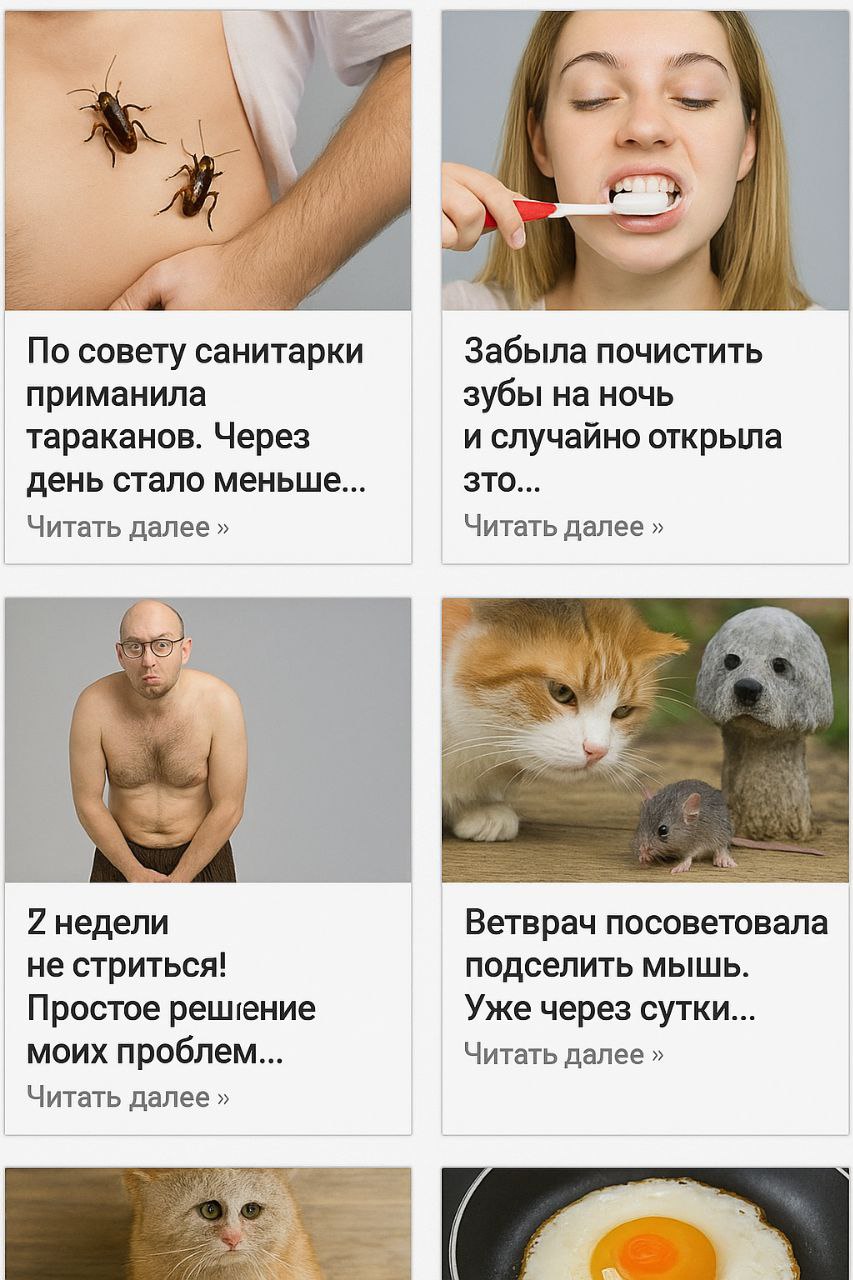 По совету санитарки
приманила
тараканов. Через
день стало меньше...
Читать далее »
Забыла почистить
зубы на ночь
и случайно открыла
зто...
Читать далее »
2 недели
не стриться!
Простое решение
моих проблем...
Читать далее »
Ветврач посоветовала
подселить мышь.
Уже через сутки...
Читать далее »